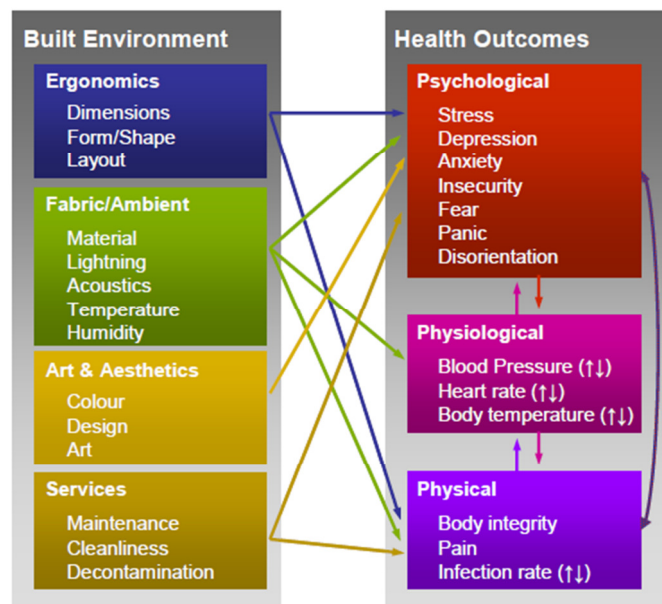 Built Environment
Ergonomics
Dimensions
Form/Shape
Layout
Fabric/Ambient
Material
Lightning
Acoustics
Temperature
Humidity
Art & Aesthetics
Colour
Design
Art
Services
Maintenance
Cleanliness
Decontamination
Health Outcomes
Psychological
Stress
Depression
Anxiety
Insecurity
Fear
Panic
Disorientation
Physiological
Blood Pressure (↑↓)
Heart rate (↑↓)
Body temperature (↑↓)
Physical
Body integrity
Pain
Infection rate (↑↓)